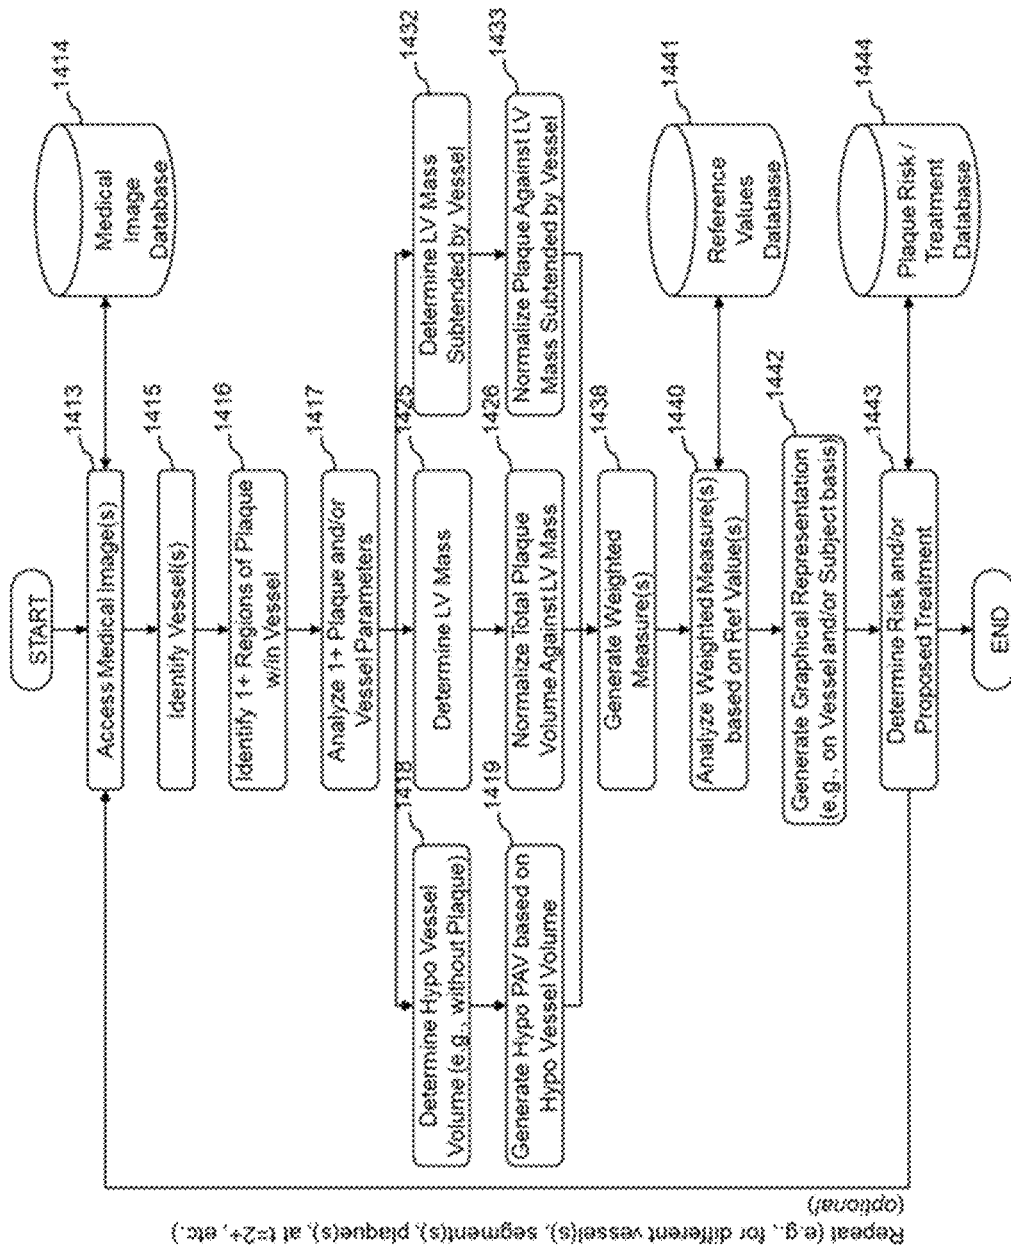 START
1413
Access Medical Image(s)
1414
Medical
Image
Database
1415
Identify Vessel(s)
1416
Identify 1+ Regions of Plaque
w/in Vessel
1417
Analyze 1+ Plaque and/or
Vessel Parameters
1418
Determine Hypo Vessel
Volume (e.g., without Plaque)
1425
Determine LV Mass
1432
Determine LV Mass
Subtended by Vessel
1419
Generate Hypo PAV based on
Hypo Vessel Volume
1426
Normalize Total Plaque
Volume Against LV Mass
1433
Normalize Plaque Against LV
Mass Subtended by Vessel
1438
Generate Weighted
Measure(s)
1440
Analyze Weighted Measure(s)
based on Ref Value(s)
1441
Reference
Values
Database
1442
Generate Graphical Representation
(e.g., on Vessel and/or Subject basis)
1443
Determine Risk and/or
Proposed Treatment
1444
Plaque Risk /
Treatment
Database
END
Repeat (e.g., for different vessel(s), segment(s), plaque(s), at t=2+, etc.)
(optional)